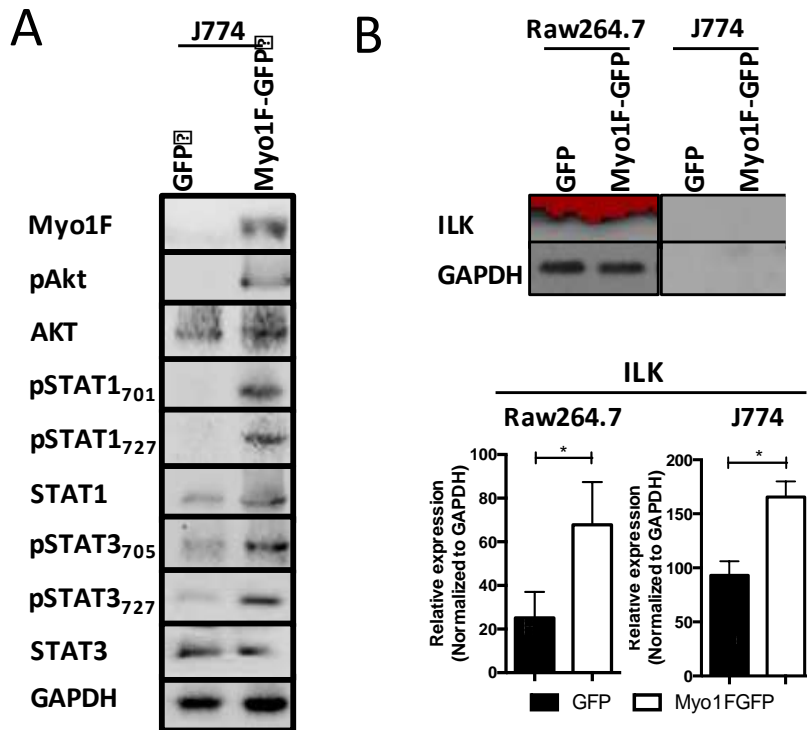 A
J774
GFP
Myo1F-GFP
Myo1F
pAkt
AKT
pSTAT1701
pSTAT1727
STAT1
pSTAT3705
pSTAT3727
STAT3
GAPDH
B
Raw264.7 J774
GFP Myo1F-GFP GFP Myo1F-GFP
ILK
GAPDH
ILK
Raw264.7 J774
Relative expression
(Normalized to GAPDH)
100
80
60
40
20
0
*
Relative expression
(Normalized to GAPDH)
200
150
100
50
0
*
GFP Myo1FGFP